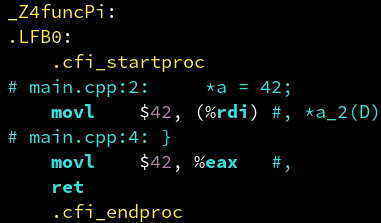 _Z4funcPi:
.LFB0:
    .cfi_startproc
# main.cpp:2:     *a = 42;
    movl    $42, (%rdi) #, *a_2(D)
# main.cpp:4: }
    movl    $42, %eax   #,
    ret
    .cfi_endproc